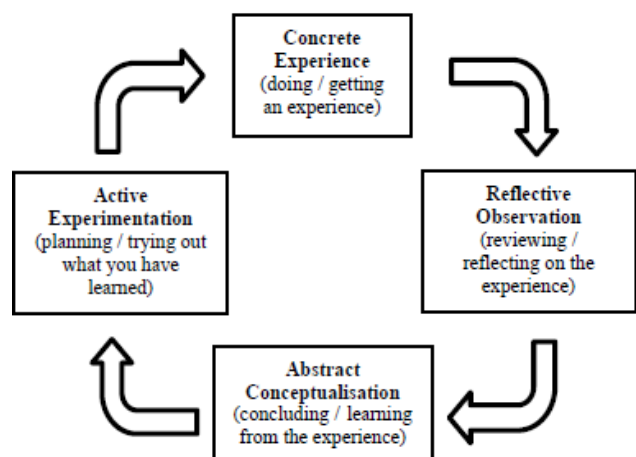 Concrete
Experience
(doing / getting
an experience)
Active
Experimentation
(planning / trying out
what you have
learned)
Reflective
Observation
(reviewing /
reflecting on the
experience)
Abstract
Conceptualisation
(concluding / learning
from the experience)